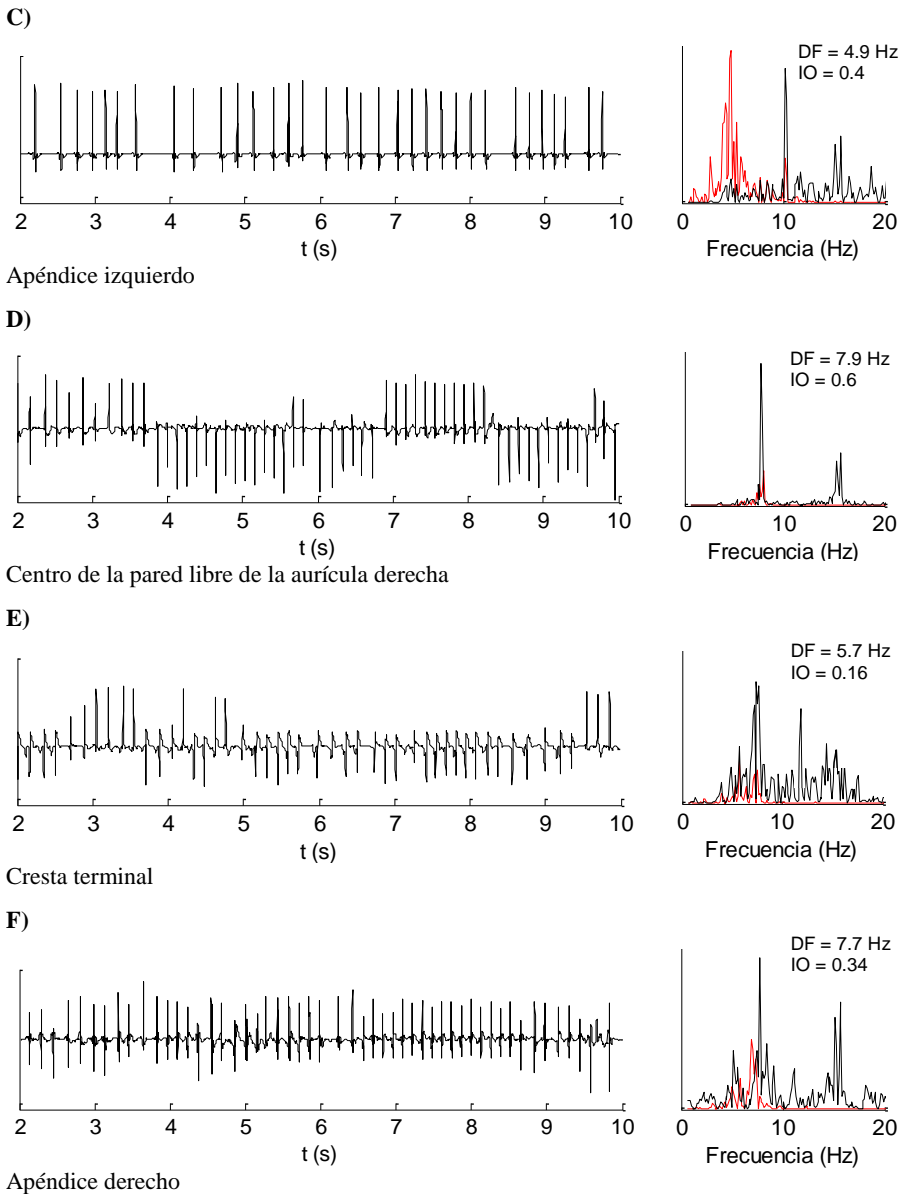 C)
DF = 4.9 Hz
IO = 0.4
2 3 4 5 6 7 8 9 10
t (s)
0 10 20
Frecuencia (Hz)
Apéndice izquierdo
D)
DF = 7.9 Hz
IO = 0.6
2 3 4 5 6 7 8 9 10
t (s)
0 10 20
Frecuencia (Hz)
Centro de la pared libre de la aurícula derecha
E)
DF = 5.7 Hz
IO = 0.16
2 3 4 5 6 7 8 9 10
t (s)
0 10 20
Frecuencia (Hz)
Cresta terminal
F)
DF = 7.7 Hz
IO = 0.34
2 3 4 5 6 7 8 9 10
t (s)
0 10 20
Frecuencia (Hz)
Apéndice derecho